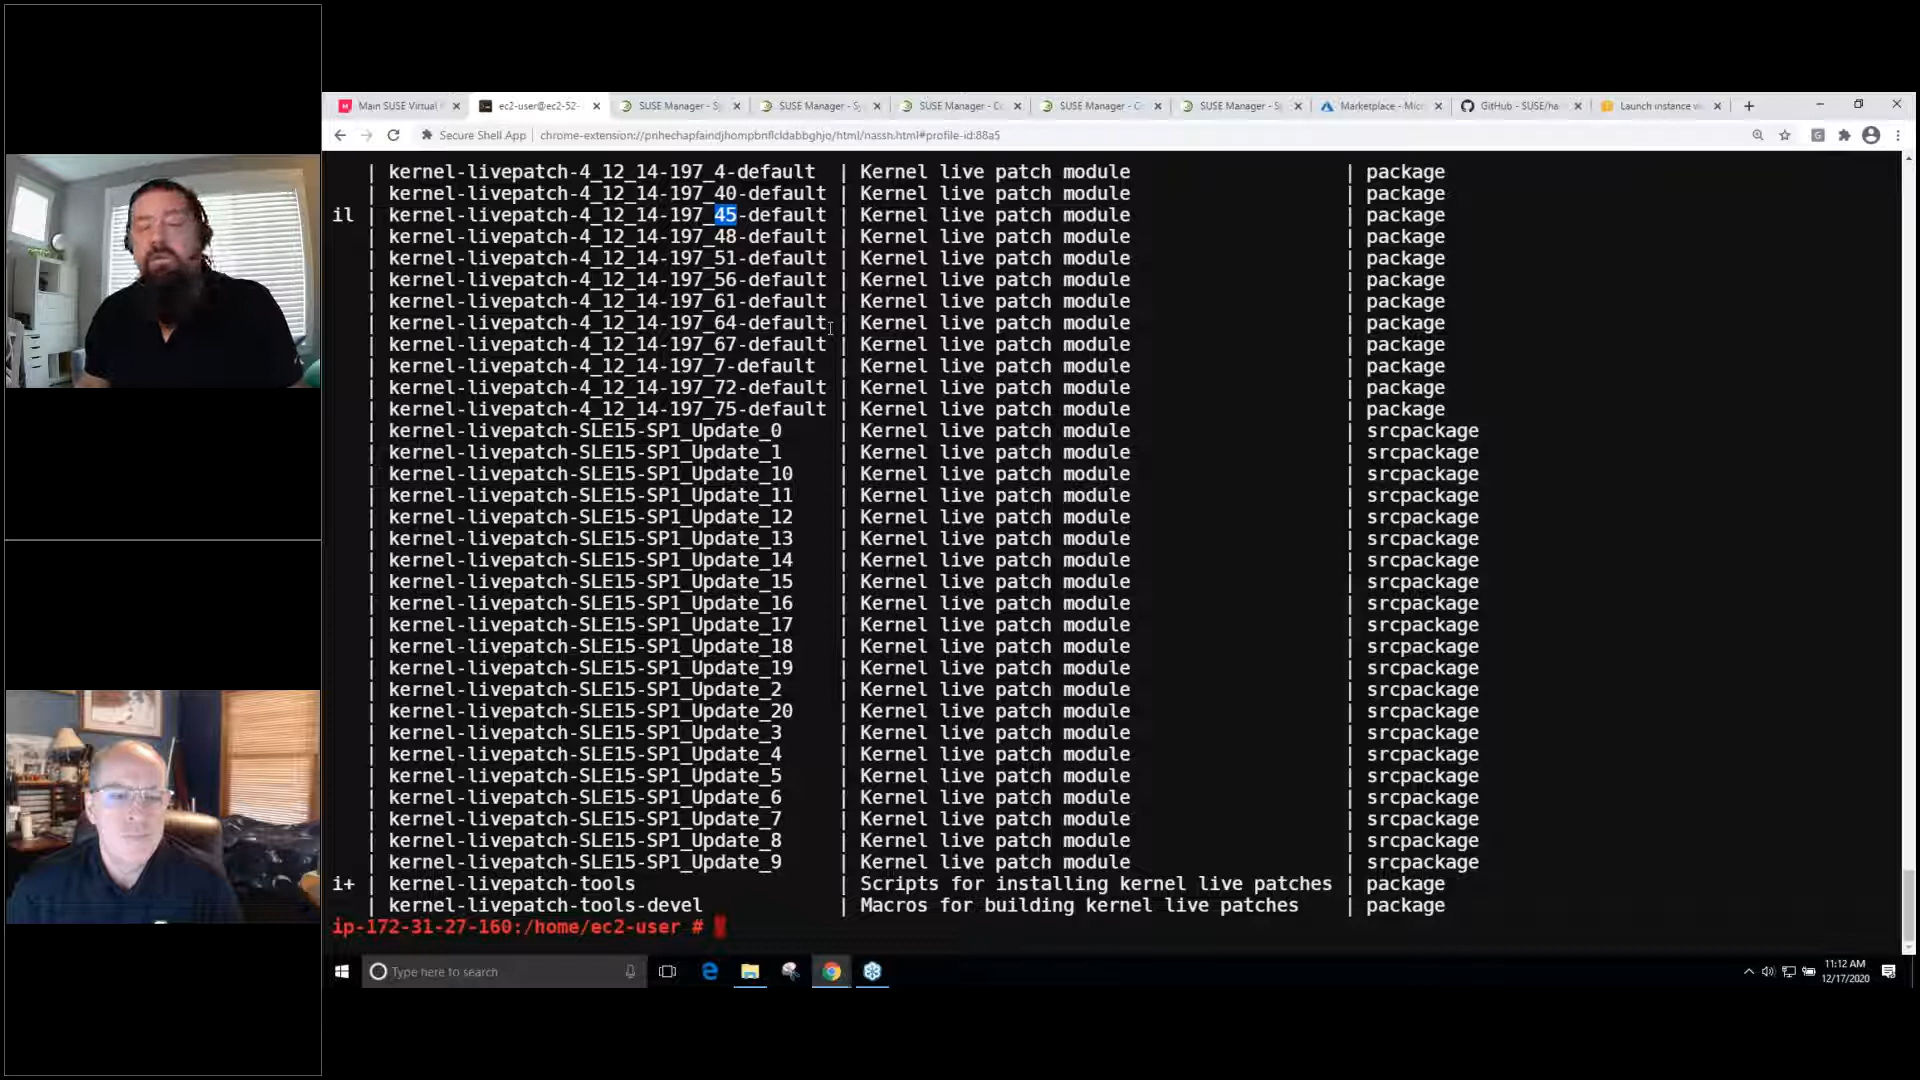 Main SUSE Virtual
ec2-user@ec2-52-
SUSE Manager - S
SUSE Manager - Sy
SUSE Manager - Co
SUSE Manager - C
SUSE Manager - S
Marketplace - Micr
GitHub - SUSE/ha
Launch instance w
Secure Shell App | chrome-extension://pnhechapfaindjhompbnflcldabbghjo/html/nassh.html#profile-id:88a5
| kernel-livepatch-4_12_14-197_4-default | Kernel live patch module | package
| kernel-livepatch-4_12_14-197_40-default | Kernel live patch module | package
il | kernel-livepatch-4_12_14-197_45-default | Kernel live patch module | package
| kernel-livepatch-4_12_14-197_48-default | Kernel live patch module | package
| kernel-livepatch-4_12_14-197_51-default | Kernel live patch module | package
| kernel-livepatch-4_12_14-197_56-default | Kernel live patch module | package
| kernel-livepatch-4_12_14-197_61-default | Kernel live patch module | package
| kernel-livepatch-4_12_14-197_64-default | Kernel live patch module | package
| kernel-livepatch-4_12_14-197_67-default | Kernel live patch module | package
| kernel-livepatch-4_12_14-197_7-default | Kernel live patch module | package
| kernel-livepatch-4_12_14-197_72-default | Kernel live patch module | package
| kernel-livepatch-4_12_14-197_75-default | Kernel live patch module | package
| kernel-livepatch-SLE15-SP1_Update_0 | Kernel live patch module | srcpackage
| kernel-livepatch-SLE15-SP1_Update_1 | Kernel live patch module | srcpackage
| kernel-livepatch-SLE15-SP1_Update_10 | Kernel live patch module | srcpackage
| kernel-livepatch-SLE15-SP1_Update_11 | Kernel live patch module | srcpackage
| kernel-livepatch-SLE15-SP1_Update_12 | Kernel live patch module | srcpackage
| kernel-livepatch-SLE15-SP1_Update_13 | Kernel live patch module | srcpackage
| kernel-livepatch-SLE15-SP1_Update_14 | Kernel live patch module | srcpackage
| kernel-livepatch-SLE15-SP1_Update_15 | Kernel live patch module | srcpackage
| kernel-livepatch-SLE15-SP1_Update_16 | Kernel live patch module | srcpackage
| kernel-livepatch-SLE15-SP1_Update_17 | Kernel live patch module | srcpackage
| kernel-livepatch-SLE15-SP1_Update_18 | Kernel live patch module | srcpackage
| kernel-livepatch-SLE15-SP1_Update_19 | Kernel live patch module | srcpackage
| kernel-livepatch-SLE15-SP1_Update_2 | Kernel live patch module | srcpackage
| kernel-livepatch-SLE15-SP1_Update_20 | Kernel live patch module | srcpackage
| kernel-livepatch-SLE15-SP1_Update_3 | Kernel live patch module | srcpackage
| kernel-livepatch-SLE15-SP1_Update_4 | Kernel live patch module | srcpackage
| kernel-livepatch-SLE15-SP1_Update_5 | Kernel live patch module | srcpackage
| kernel-livepatch-SLE15-SP1_Update_6 | Kernel live patch module | srcpackage
| kernel-livepatch-SLE15-SP1_Update_7 | Kernel live patch module | srcpackage
| kernel-livepatch-SLE15-SP1_Update_8 | Kernel live patch module | srcpackage
| kernel-livepatch-SLE15-SP1_Update_9 | Kernel live patch module | srcpackage
i+ | kernel-livepatch-tools | Scripts for installing kernel live patches | package
| kernel-livepatch-tools-devel | Macros for building kernel live patches | package
ip-172-31-27-160:/home/ec2-user #
Type here to search
11:12 AM
12/17/2020